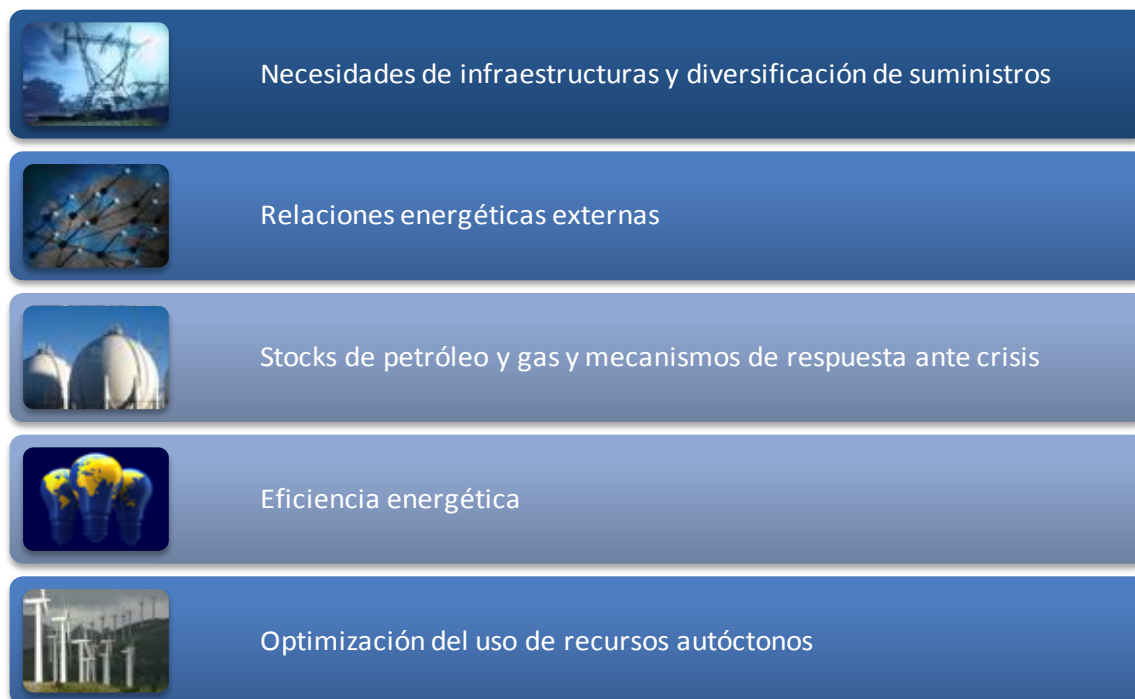 Necesidades de infraestructuras y diversificación de suministros
Relaciones energéticas externas
Stocks de petróleo y gas y mecanismos de respuesta ante crisis
Eficiencia energética
Optimización del uso de recursos autóctonos